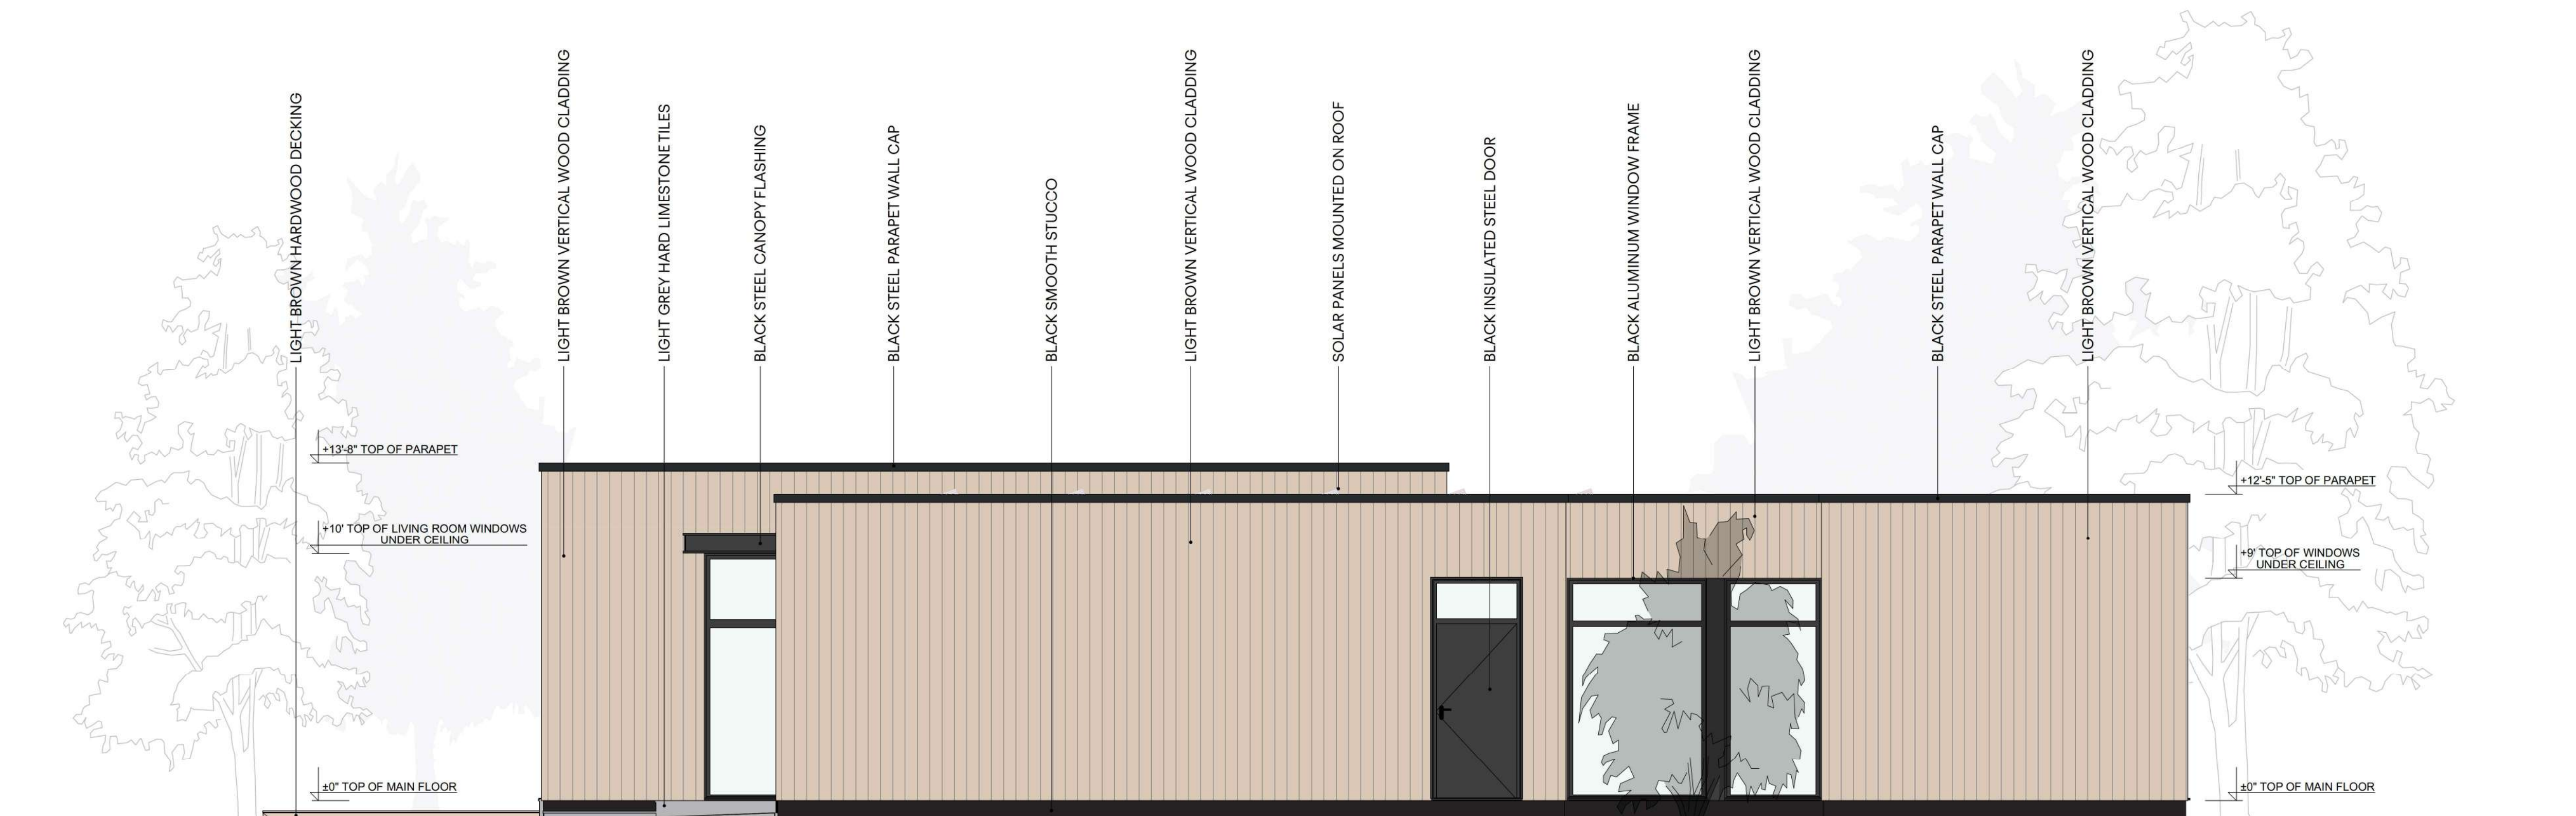 LIGHT BROWN HARDWOOD DECKING
LIGHT BROWN VERTICAL WOOD CLADDING
LIGHT GREY HARD LIMESTONE TILES
BLACK STEEL CANOPY FLASHING
BLACK STEEL PARAPET WALL CAP
BLACK SMOOTH STUCCO
LIGHT BROWN VERTICAL WOOD CLADDING
SOLAR PANELS MOUNTED ON ROOF
BLACK INSULATED STEEL DOOR
BLACK ALUMINUM WINDOW FRAME
LIGHT BROWN VERTICAL WOOD CLADDING
BLACK STEEL PARAPET WALL CAP
LIGHT BROWN VERTICAL WOOD CLADDING
+13'-8" TOP OF PARAPET
+10' TOP OF LIVING ROOM WINDOWS
UNDER CEILING
±0" TOP OF MAIN FLOOR
+12'-5" TOP OF PARAPET
+9' TOP OF WINDOWS
UNDER CEILING
±0" TOP OF MAIN FLOOR